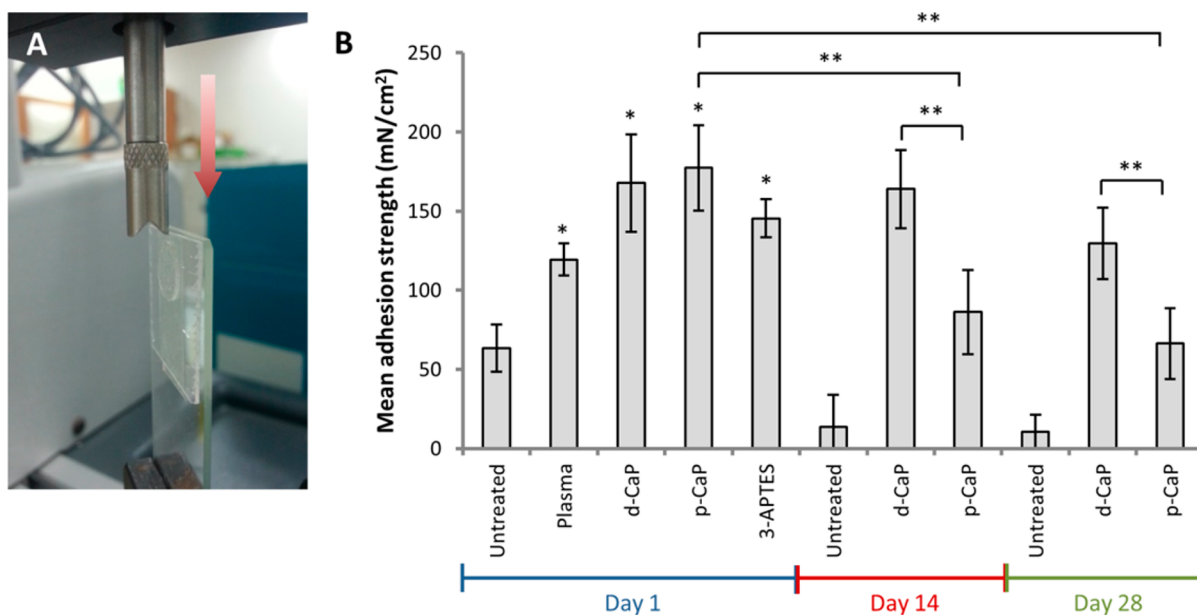 A
B
**
**
**
**
*
*
*
*
Mean adhesion strength (mN/cm²)
250
200
150
100
50
0
Untreated
Plasma
d-CaP
p-CaP
3-APTES
Untreated
d-CaP
p-CaP
Untreated
d-CaP
p-CaP
Day 1
Day 14
Day 28